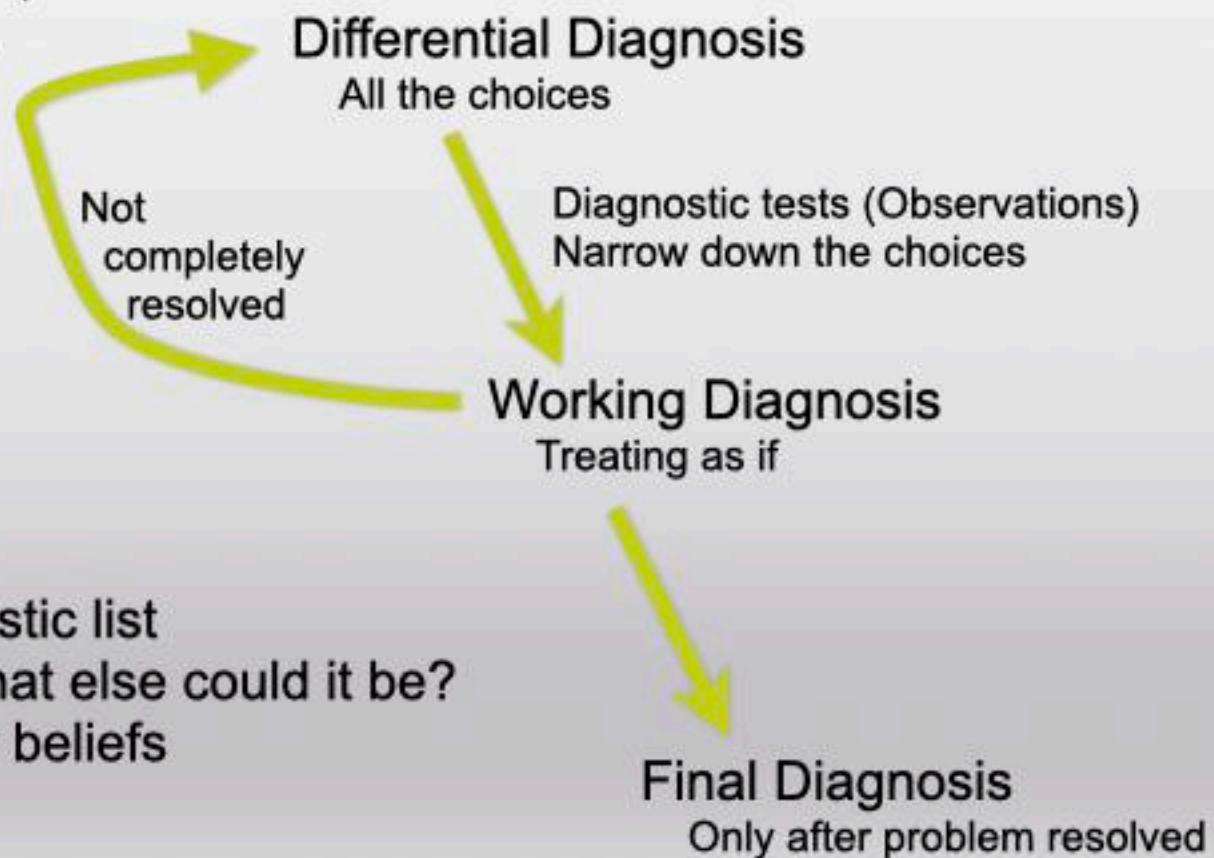 Differential Diagnosis
All the choices
Not
completely
resolved
Diagnostic tests (Observations)
Narrow down the choices
Working Diagnosis
Treating as if
stic list
hat else could it be?
beliefs
Final Diagnosis
Only after problem resolved